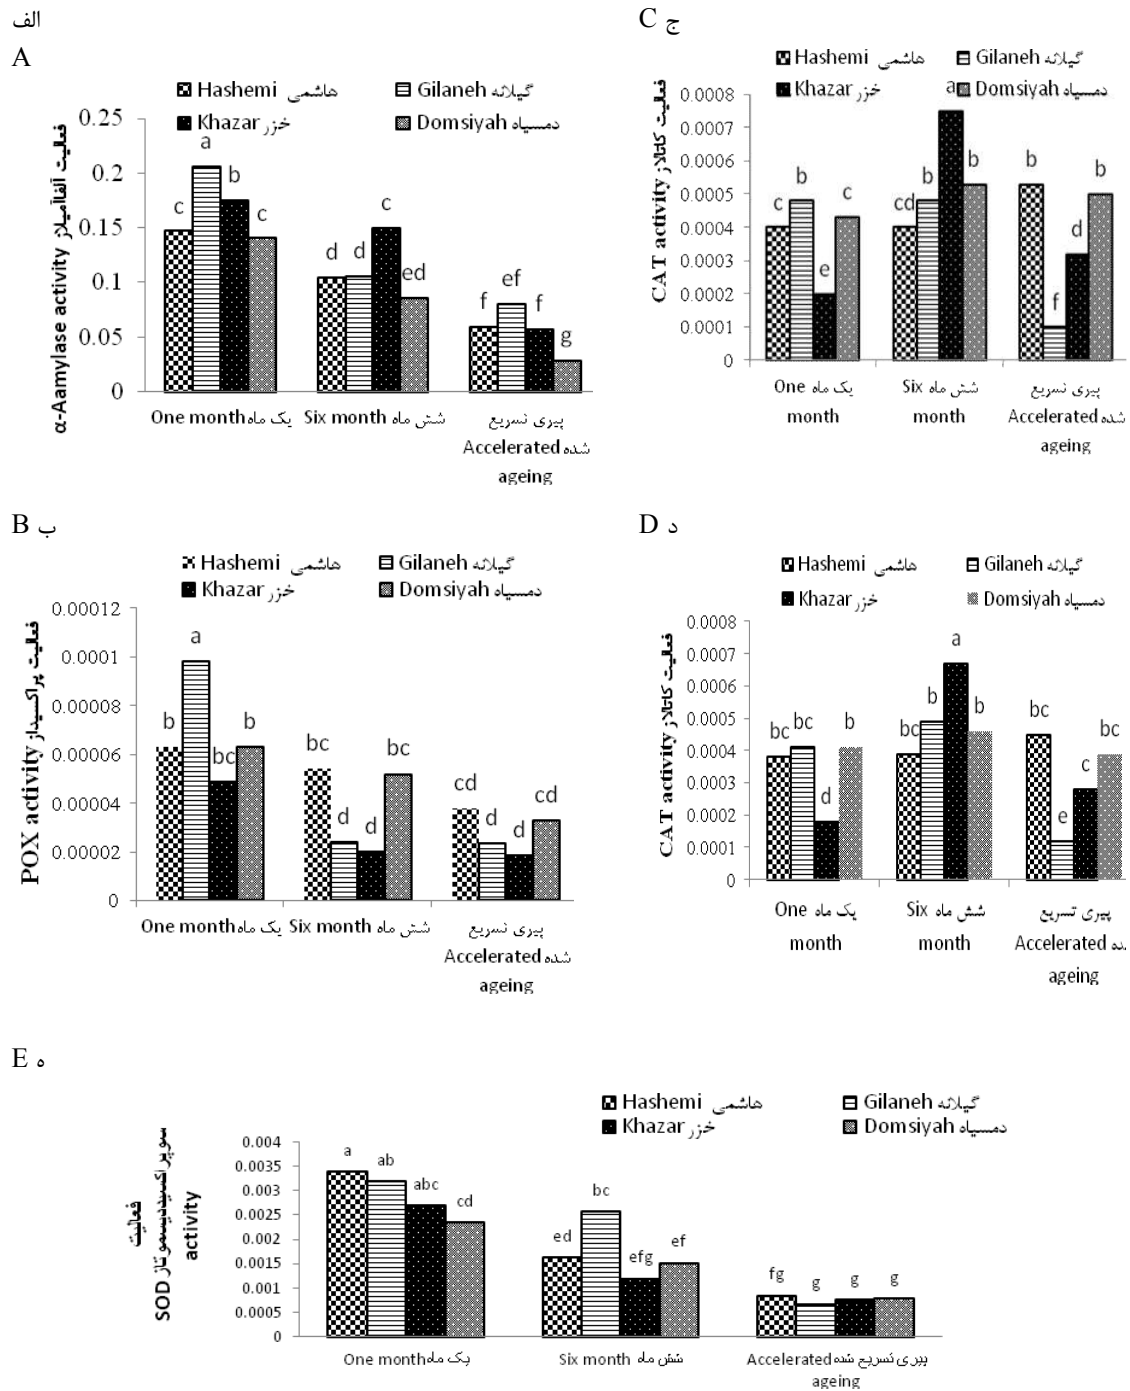 الف
A
Hashemi هاشمی Gilaneh گیلانه
Khazar خزر Domsiyah دمسیاه
فعالیت آلفاآمیلاز α-Aamylase activity
0.25
0.2
0.15
0.1
0.05
0
c a b c
d d c ed
f ef f g
One month یک ماه Six month شش ماه پیری تسریع
Accelerated شده
ageing
C ج
Hashemi هاشمی Gilaneh گیلانه
Khazar خزر Domsiyah دمسیاه
فعالیت کاتالاز CAT activity
0.0008
0.0007
0.0006
0.0005
0.0004
0.0003
0.0002
0.0001
0
c b e c
cd b a b
b f d b
One یک ماه Six شش ماه پیری تسریع
month month Accelerated شده
ageing
B ب
Hashemi هاشمی Gilaneh گیلانه
Khazar خزر Domsiyah دمسیاه
فعالیت پراکسیداز POX activity
0.00012
0.0001
0.00008
0.00006
0.00004
0.00002
0
b a bc b
bc d d bc
cd d d cd
One month یک ماه Six month شش ماه پیری تسریع
Accelerated شده
ageing
D د
Hashemi هاشمی Gilaneh گیلانه
Khazar خزر Domsiyah دمسیاه
فعالیت کاتالاز CAT activity
0.0008
0.0007
0.0006
0.0005
0.0004
0.0003
0.0002
0.0001
0
bc bc d b
bc b a b
bc e c bc
One یک ماه Six شش ماه پیری تسریع
month month Accelerated شده
ageing
E ه
Hashemi هاشمی Gilaneh گیلانه
Khazar خزر Domsiyah دمسیاه
فعالیت
سوپراکسیددیسموتاز SOD
activity
0.004
0.0035
0.003
0.0025
0.002
0.0015
0.001
0.0005
0
a ab abc cd
ed bc efg ef
fg g g g
One month یک ماه Six month شش ماه Accelerated پیری تسریع شده
ageing